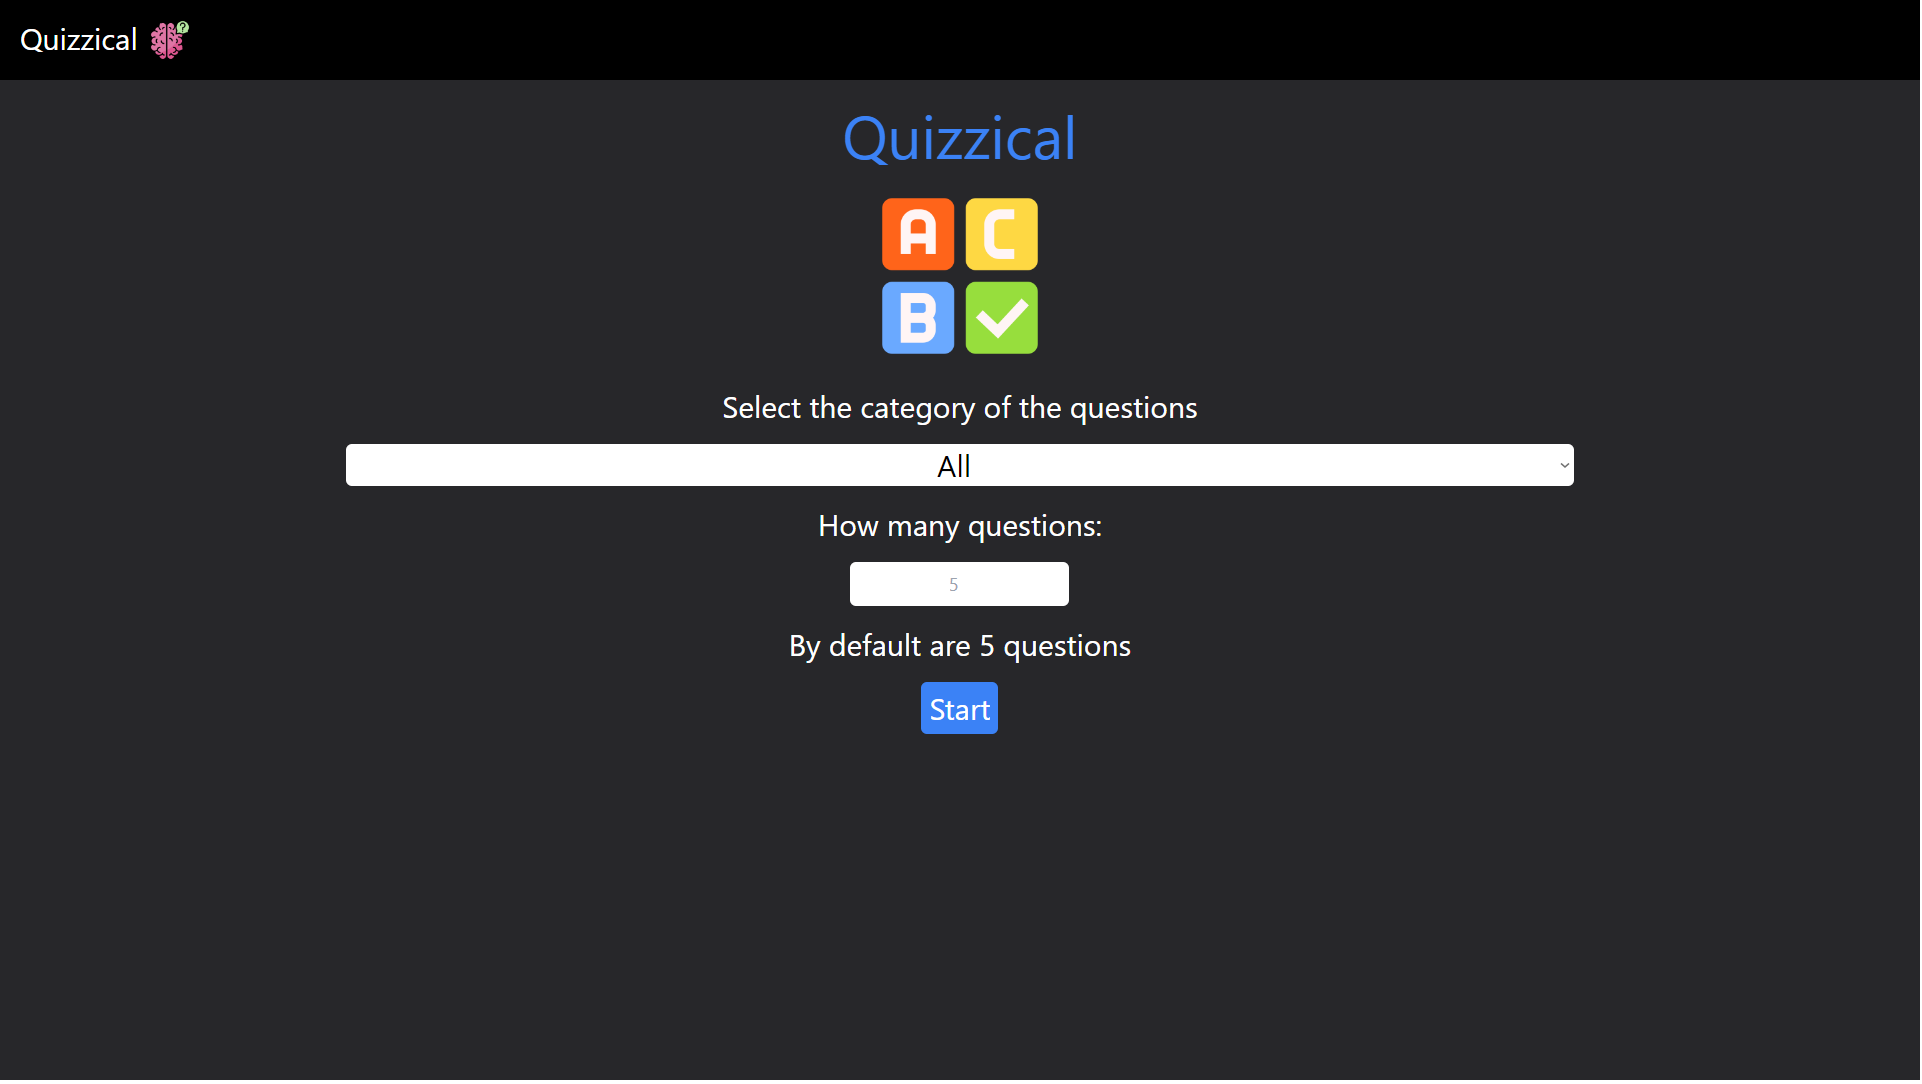 Quizzical
Quizzical
A C
B
Select the category of the questions
All
How many questions:
5
By default are 5 questions
Start